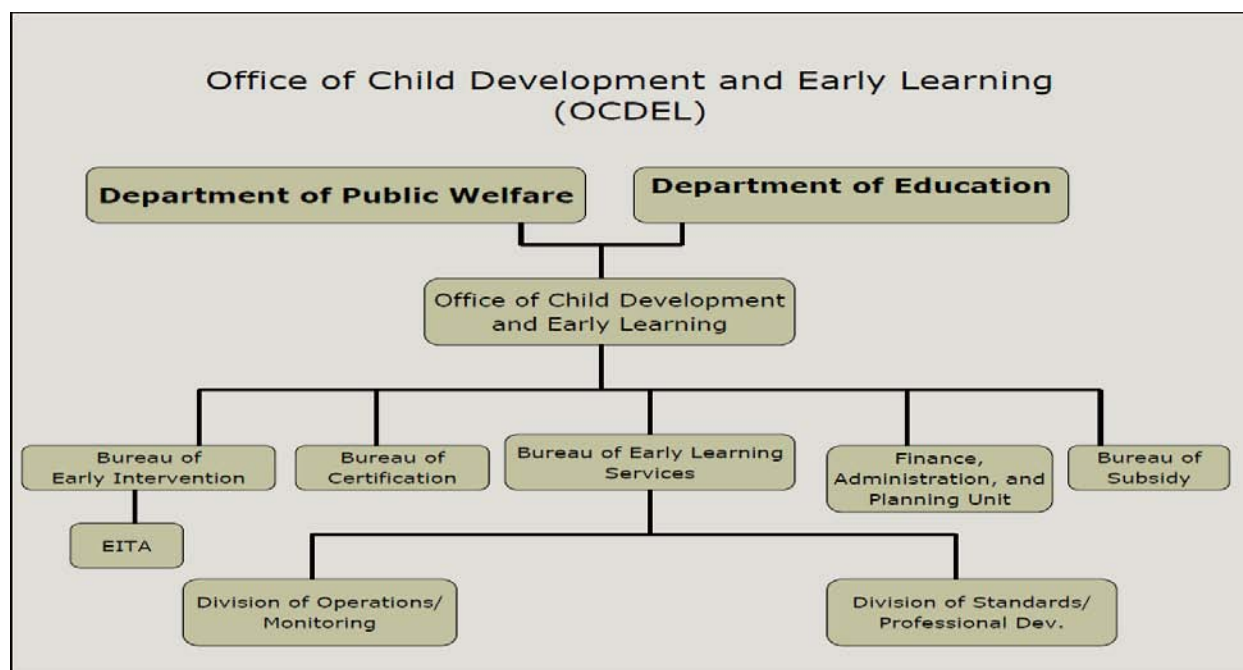 Office of Child Development and Early Learning
(OCDEL)
Department of Public Welfare
Department of Education
Office of Child Development
and Early Learning
Bureau of
Early Intervention
Bureau of
Certification
Bureau of Early Learning
Services
Finance,
Administration, and
Planning Unit
Bureau of
Subsidy
EITA
Division of Operations/
Monitoring
Division of Standards/
Professional Dev.